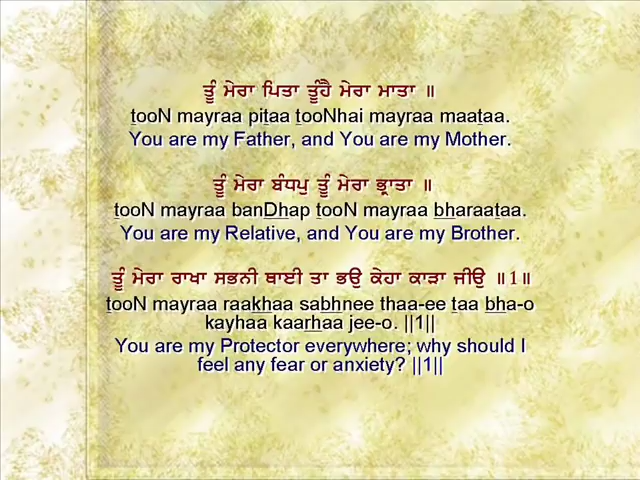 ਤੂੰ ਮੇਰਾ ਪਿਤਾ ਤੂੰਹੈ ਮੇਰਾ ਮਾਤਾ ॥
tooN mayraa pitaa tooNhai mayraa maataa.
You are my Father, and You are my Mother.
ਤੂੰ ਮੇਰਾ ਬੰਧਪੁ ਤੂੰ ਮੇਰਾ ਭ੍ਰਾਤਾ ॥
tooN mayraa banDhap tooN mayraa bharaataa.
You are my Relative, and You are my Brother.
ਤੂੰ ਮੇਰਾ ਰਾਖਾ ਸਭਨੀ ਥਾਈ ਤਾ ਭਉ ਕੇਹਾ ਕਾੜਾ ਜੀਉ ॥1॥
tooN mayraa raakhaa sabhnee thaa-ee taa bha-o
kayhaa kaarhaa jee-o. ||1||
You are my Protector everywhere; why should I
feel any fear or anxiety? ||1||